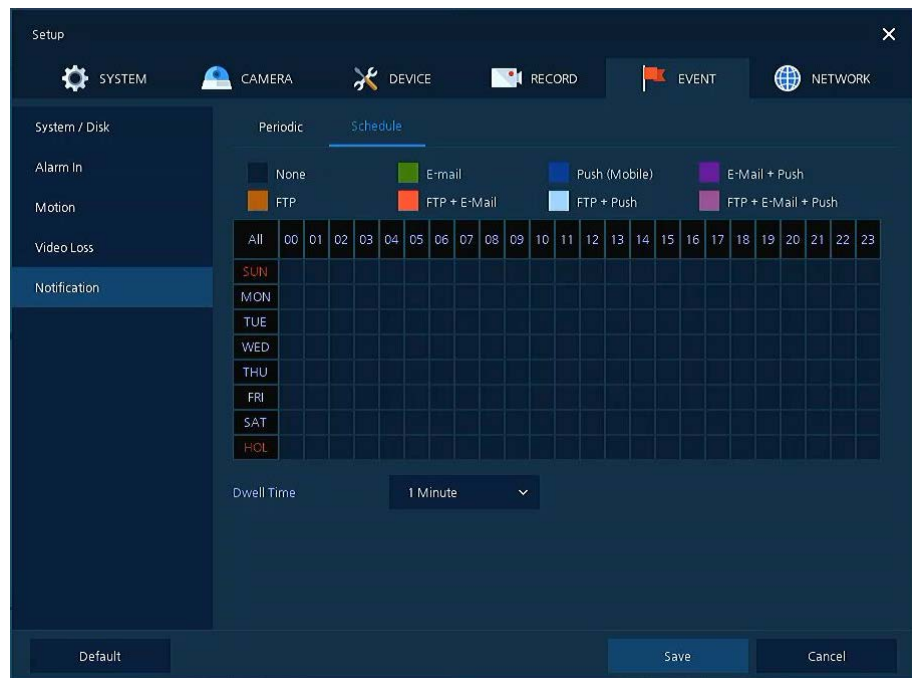 Setup
SYSTEM CAMERA DEVICE RECORD EVENT NETWORK
System / Disk
Alarm In
Motion
Video Loss
Notification
Periodic Schedule
None E-mail Push (Mobile) E-Mail + Push
FTP FTP + E-Mail FTP + Push FTP + E-Mail + Push
All 00 01 02 03 04 05 06 07 08 09 10 11 12 13 14 15 16 17 18 19 20 21 22 23
SUN
MON
TUE
WED
THU
FRI
SAT
HOL
Dwell Time 1 Minute
Default Save Cancel